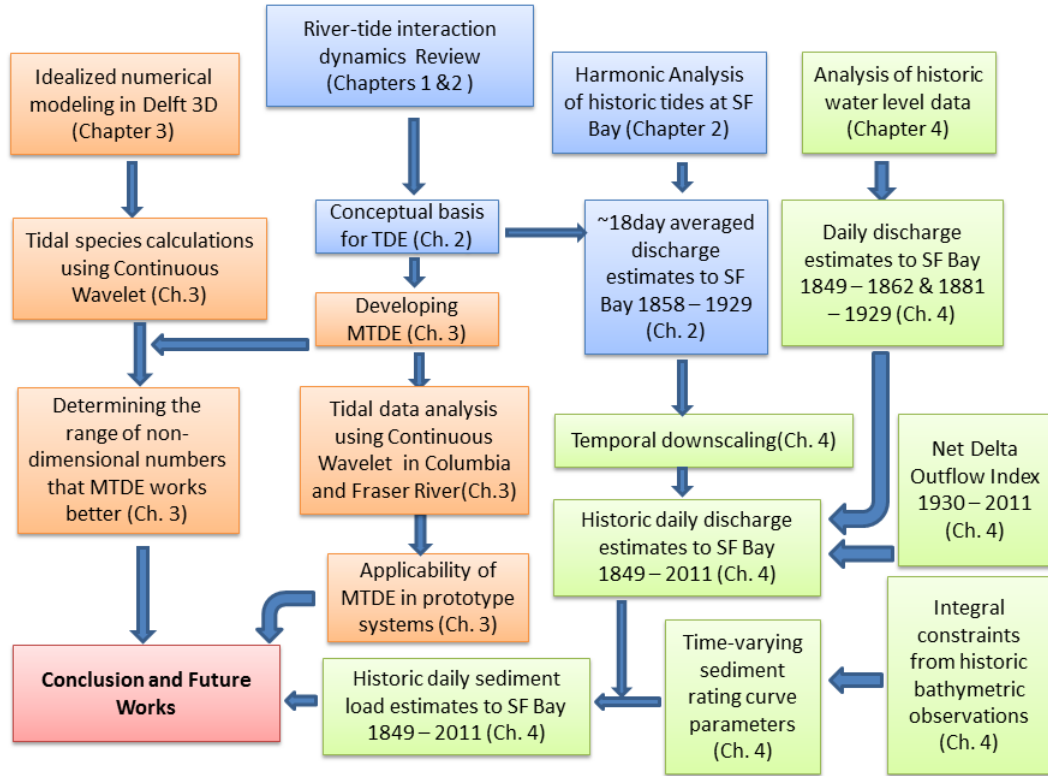 River-tide interaction
dynamics Review
(Chapters 1 &2 )
Idealized numerical
modeling in Delft 3D
(Chapter 3)
Harmonic Analysis
of historic tides at SF
Bay (Chapter 2)
Analysis of historic
water level data
(Chapter 4)
Tidal species calculations
using Continuous
Wavelet (Ch.3)
Conceptual basis
for TDE (Ch. 2)
~18day averaged
discharge
estimates to SF
Bay 1858 – 1929
(Ch. 2)
Daily discharge
estimates to SF Bay
1849 – 1862 & 1881
– 1929 (Ch. 4)
Developing
MTDE (Ch. 3)
Determining the
range of non-
dimensional numbers
that MTDE works
better (Ch. 3)
Tidal data analysis
using Continuous
Wavelet in Columbia
and Fraser River(Ch.3)
Temporal downscaling(Ch. 4)
Net Delta
Outflow Index
1930 – 2011
(Ch. 4)
Historic daily discharge
estimates to SF Bay
1849 – 2011 (Ch. 4)
Applicability of
MTDE in prototype
systems (Ch. 3)
Integral
constraints
from historic
bathymetric
observations
(Ch. 4)
Time-varying
sediment
rating curve
parameters
(Ch. 4)
Historic daily sediment
load estimates to SF Bay
1849 – 2011 (Ch. 4)
Conclusion and Future
Works